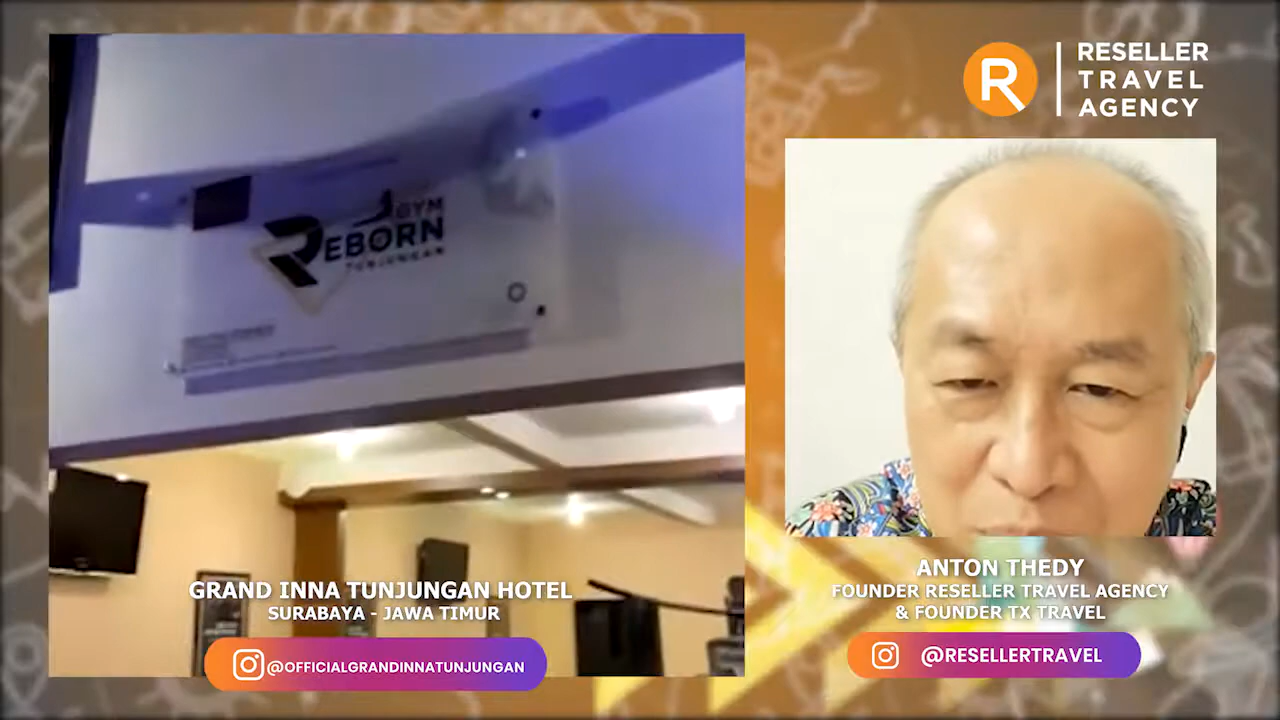 GYM
REBORN
TUNJUNGAN
GRAND INNA TUNJUNGAN HOTEL
SURABAYA - JAWA TIMUR
@OFFICIALGRANDINNATUNJUNGAN
R
RESELLER
TRAVEL
AGENCY
ANTON THEDY
FOUNDER RESELLER TRAVEL AGENCY
& FOUNDER TX TRAVEL
@RESELLERTRAVEL